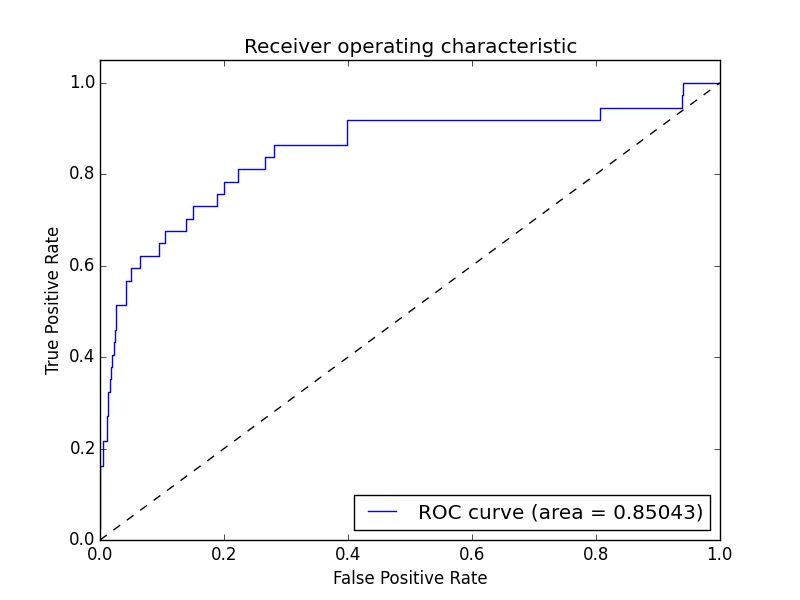 Receiver operating characteristic
True Positive Rate
1.0
0.8
0.6
0.4
0.2
0.0
ROC curve (area = 0.85043)
0.0 0.2 0.4 0.6 0.8 1.0
False Positive Rate